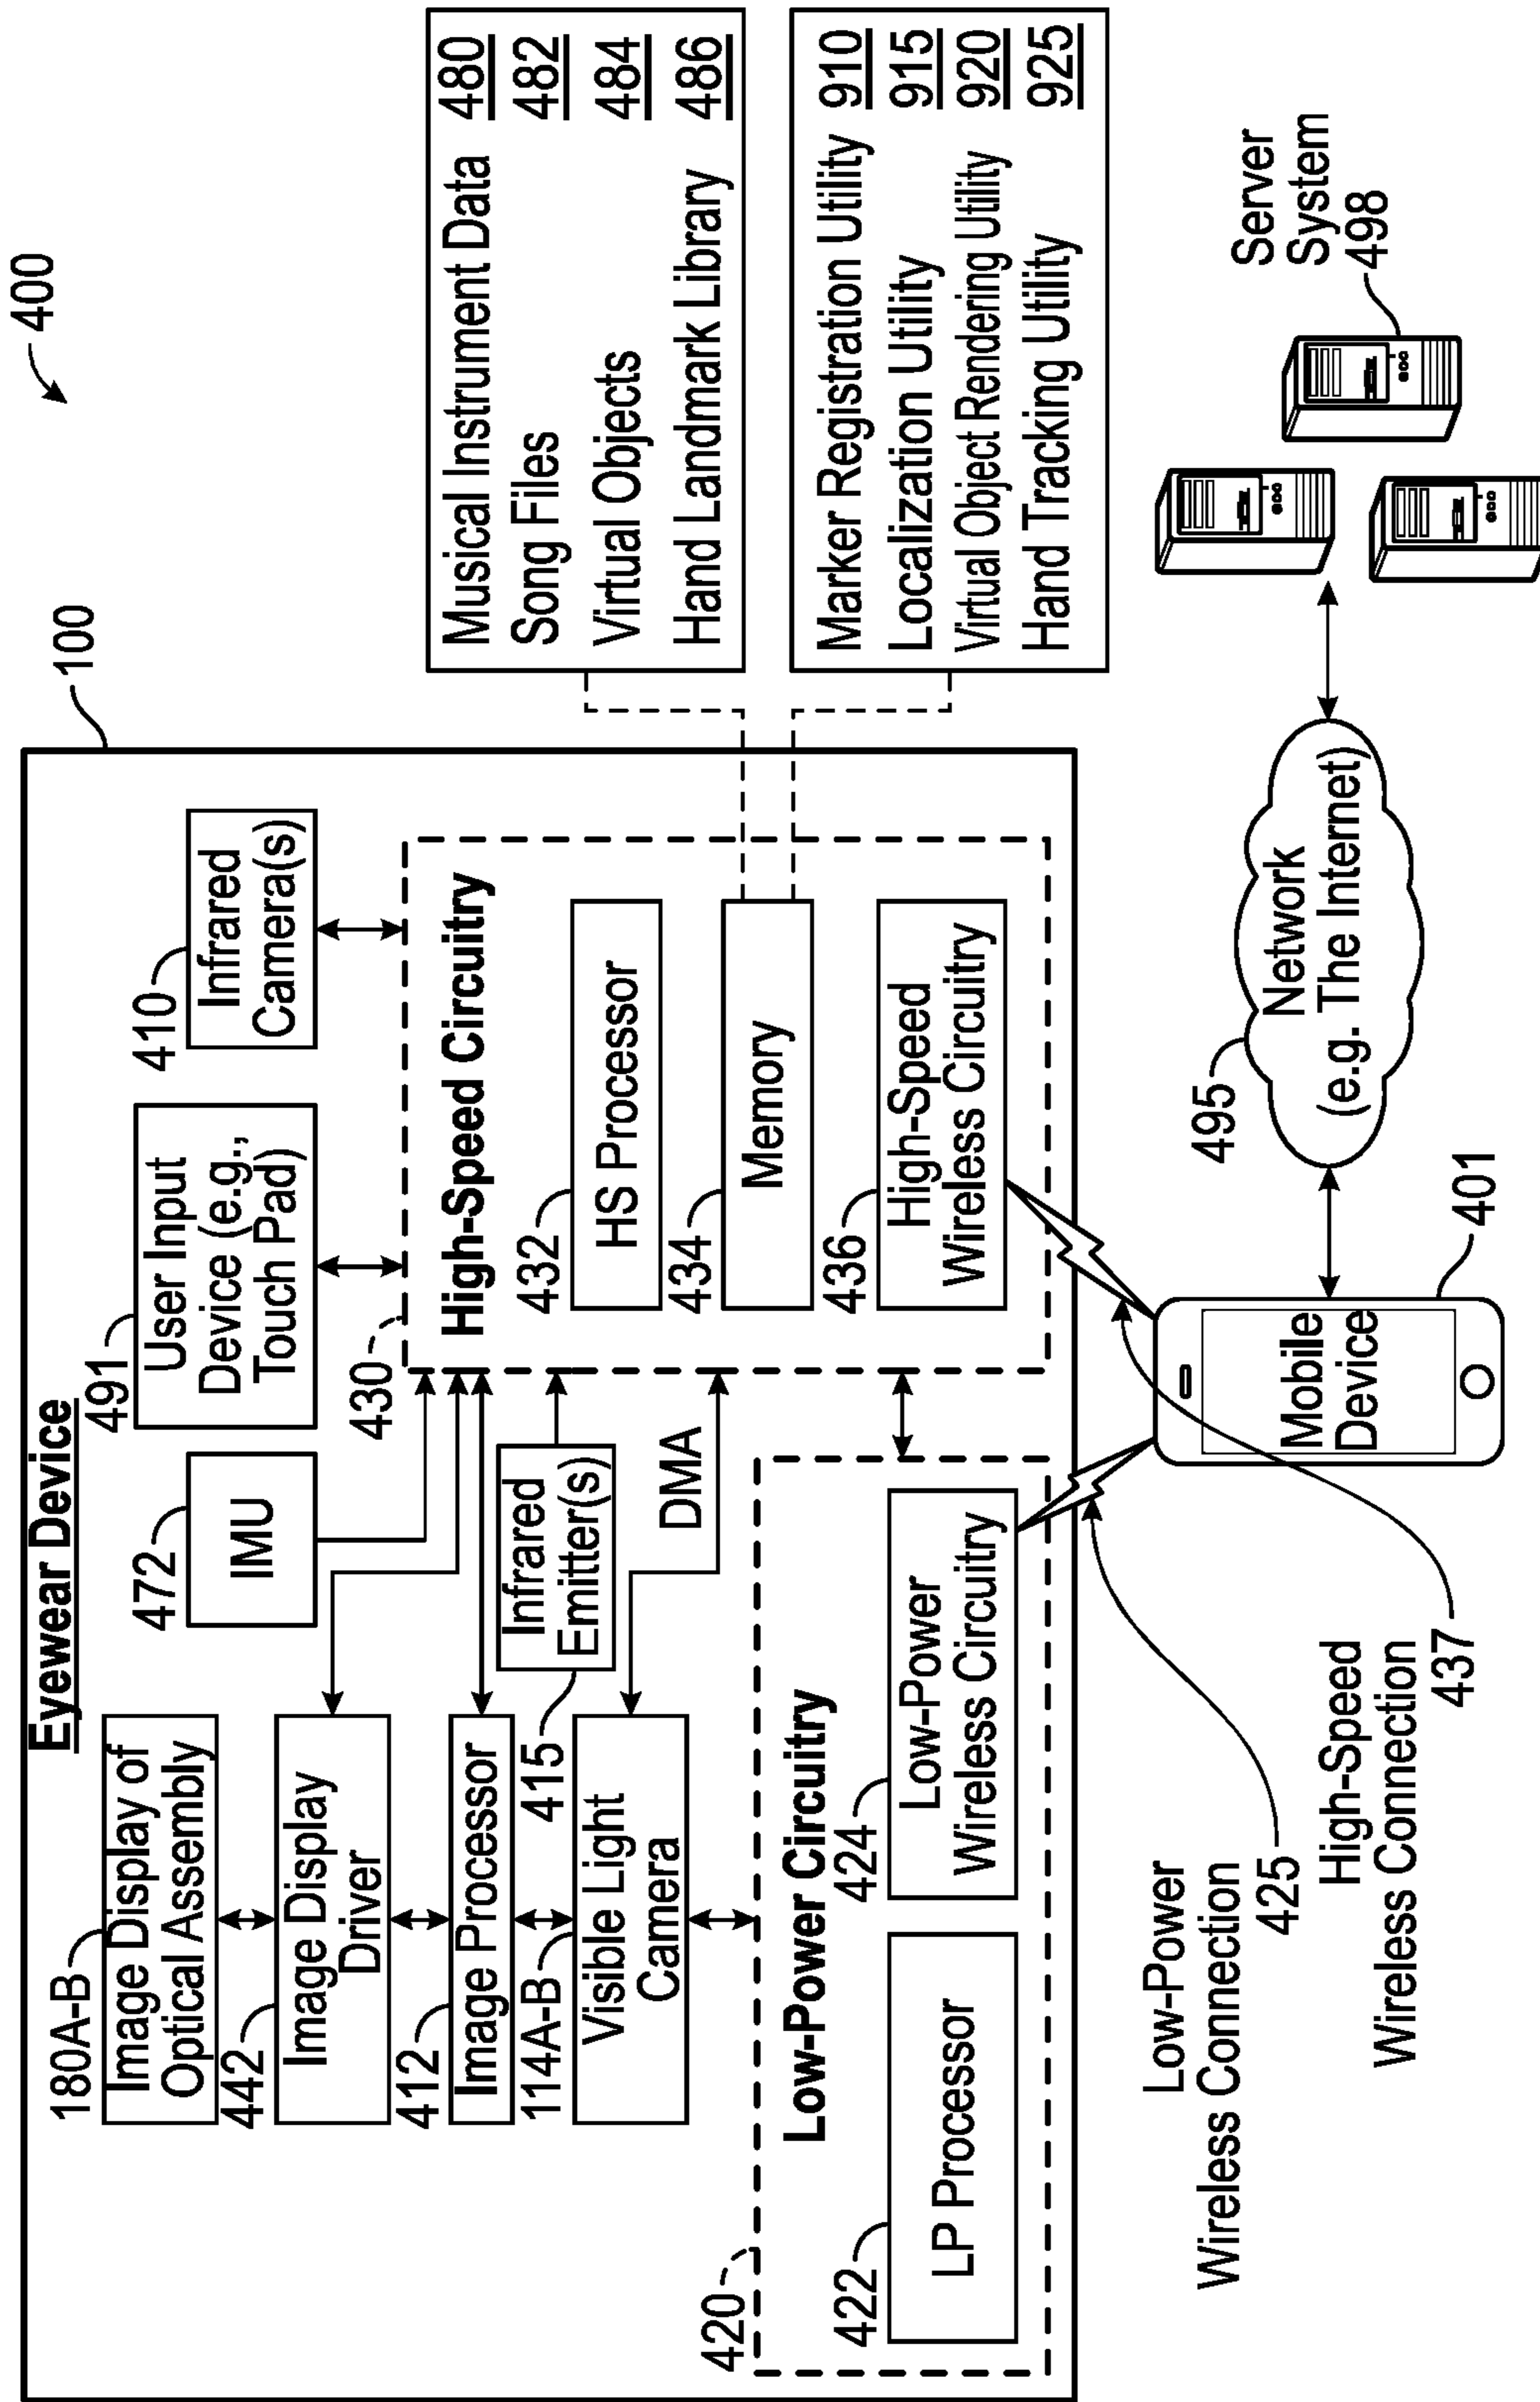 400
100
Eyewear Device
180A-B
Image Display of
Optical Assembly
442
Image Display
Driver
412
Image Processor
114A-B
Visible Light
Camera
472
IMU
491
User Input
Device (e.g.,
Touch Pad)
410
Infrared
Camera(s)
415
Infrared
Emitter(s)
DMA
430
High-Speed Circuitry
432
HS Processor
434
Memory
436
High-Speed
Wireless Circuitry
420
Low-Power Circuitry
422
LP Processor
424
Low-Power
Wireless Circuitry
Musical Instrument Data 480
Song Files 482
Virtual Objects 484
Hand Landmark Library 486
Marker Registration Utility 910
Localization Utility 915
Virtual Object Rendering Utility 920
Hand Tracking Utility 925
Low-Power
Wireless Connection
425
High-Speed
Wireless Connection
437
Mobile
Device
401
495
Network
(e.g. The Internet)
Server
System
498